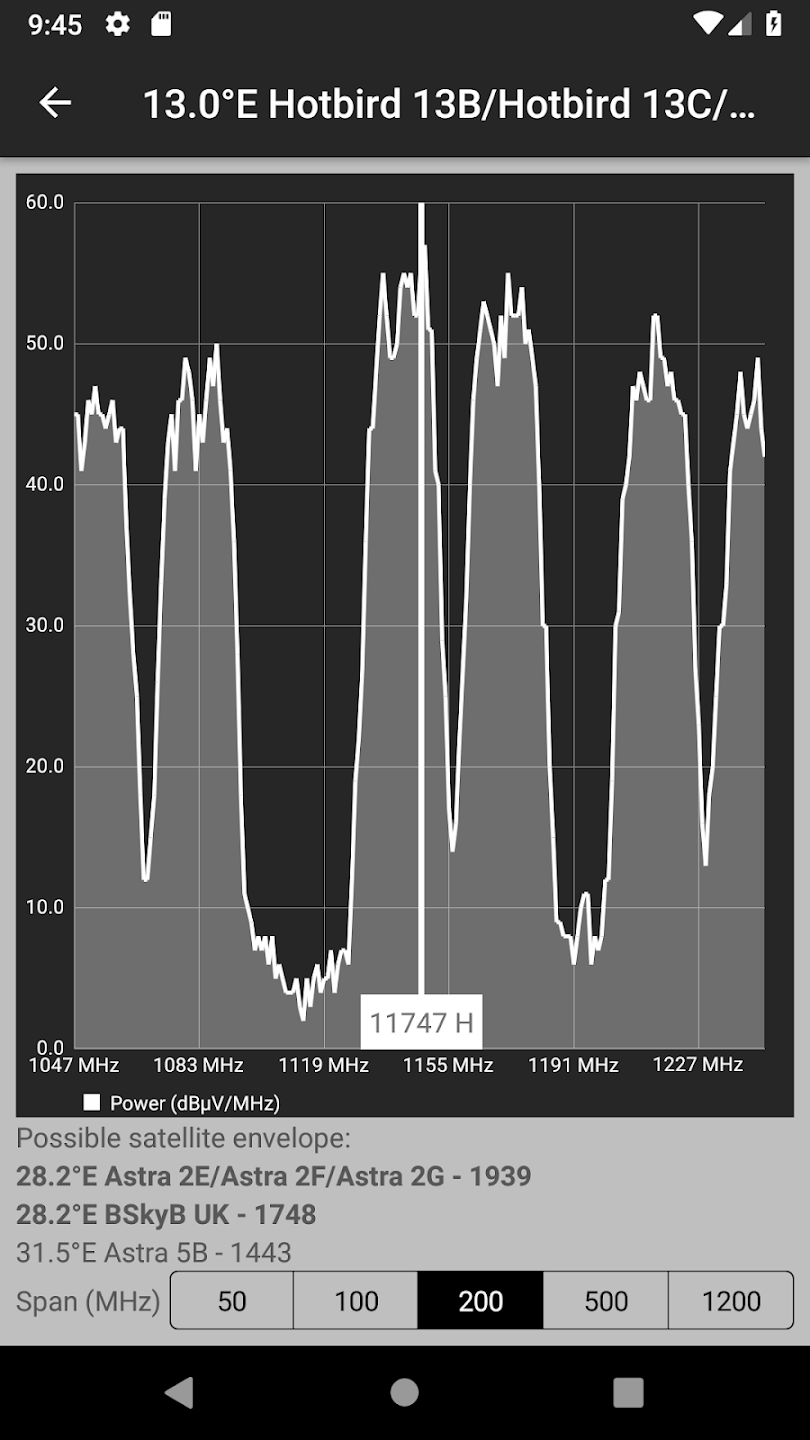 9:45
13.0°E Hotbird 13B/Hotbird 13C/...
60.0
50.0
40.0
30.0
20.0
10.0
0.0
11747 H
1047 MHz 1083 MHz 1119 MHz 1155 MHz 1191 MHz 1227 MHz
Power (dBµV/MHz)
Possible satellite envelope:
28.2°E Astra 2E/Astra 2F/Astra 2G - 1939
28.2°E BSkyB UK - 1748
31.5°E Astra 5B - 1443
Span (MHz) 50 100 200 500 1200